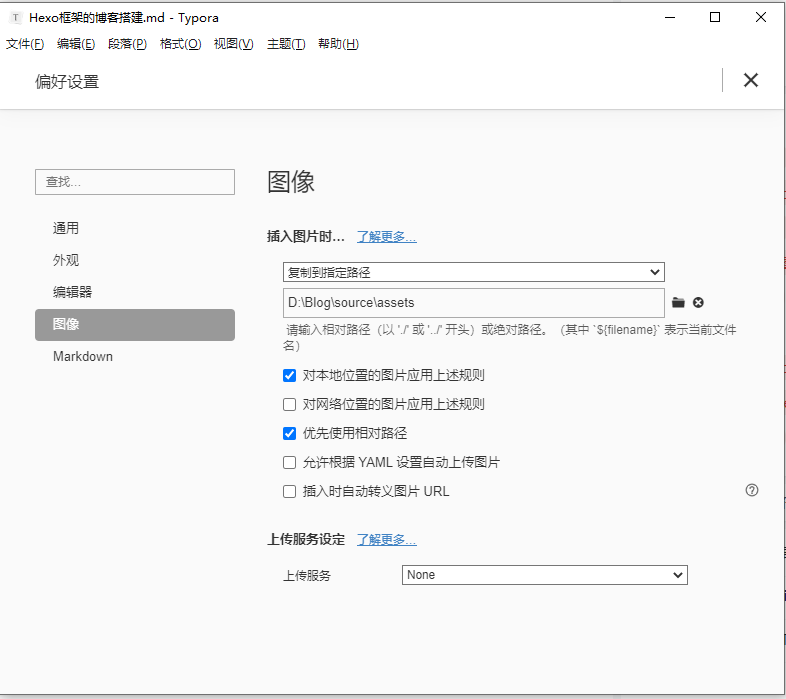 T Hexo框架的博客搭建.md - Typora
文件(F) 编辑(E) 段落(P) 格式(O) 视图(V) 主题(T) 帮助(H)
偏好设置
查找...
通用
外观
编辑器
图像
Markdown
图像
插入图片时... 了解更多...
复制到指定路径
D:\Blog\source\assets
请输入相对路径（以 './' 或 '../' 开头）或绝对路径。（其中 `${filename}` 表示当前文件
名）
对本地位置的图片应用上述规则
对网络位置的图片应用上述规则
优先使用相对路径
允许根据 YAML 设置自动上传图片
插入时自动转义图片 URL
上传服务设定 了解更多...
上传服务 None